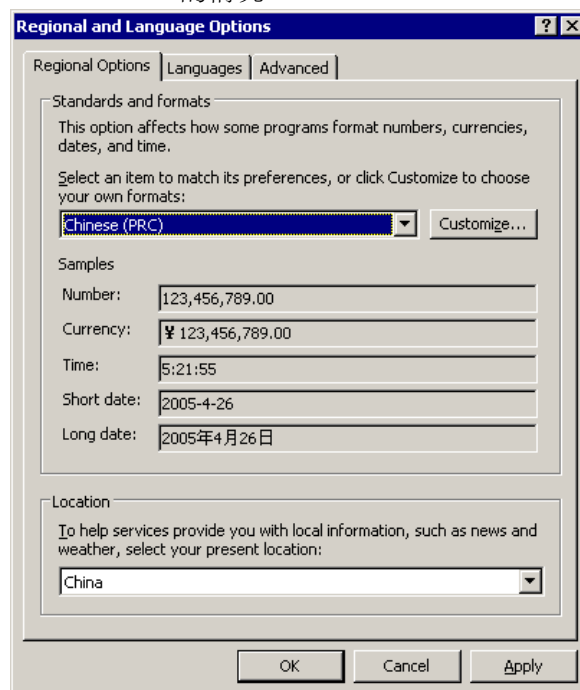 Regional and Language Options
Regional Options Languages Advanced
Standards and formats
This option affects how some programs format numbers, currencies,
dates, and time.
Select an item to match its preferences, or click Customize to choose
your own formats:
Chinese (PRC) Customize...
Samples
Number: 123,456,789.00
Currency: ¥123,456,789.00
Time: 5:21:55
Short date: 2005-4-26
Long date: 2005年4月26日
Location
To help services provide you with local information, such as news and
weather, select your present location:
China
OK Cancel Apply